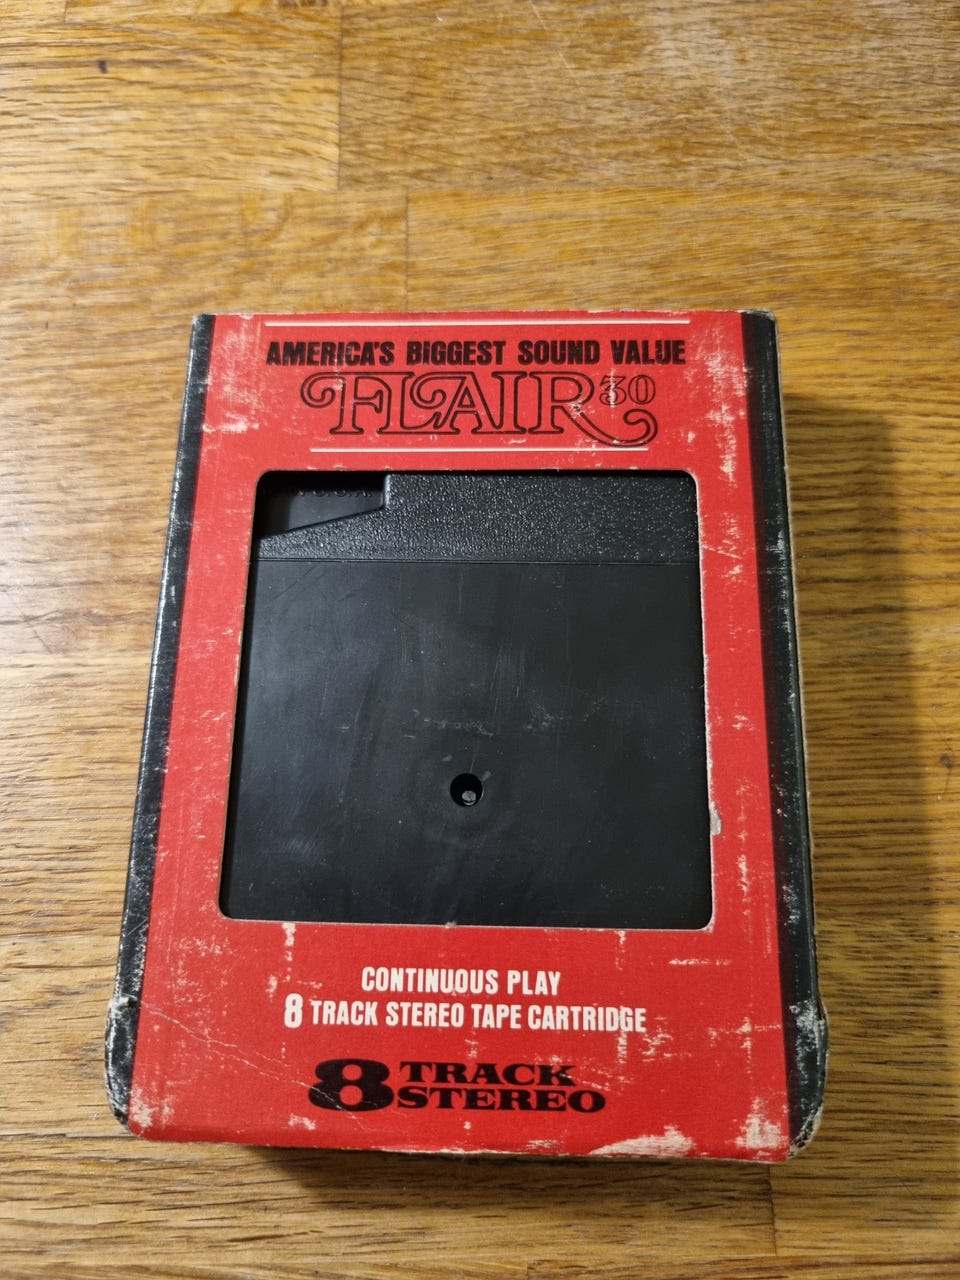 AMERICA'S BIGGEST SOUND VALUE
FLAIR 30
CONTINUOUS PLAY
8 TRACK STEREO TAPE CARTRIDGE
8 TRACK
STEREO